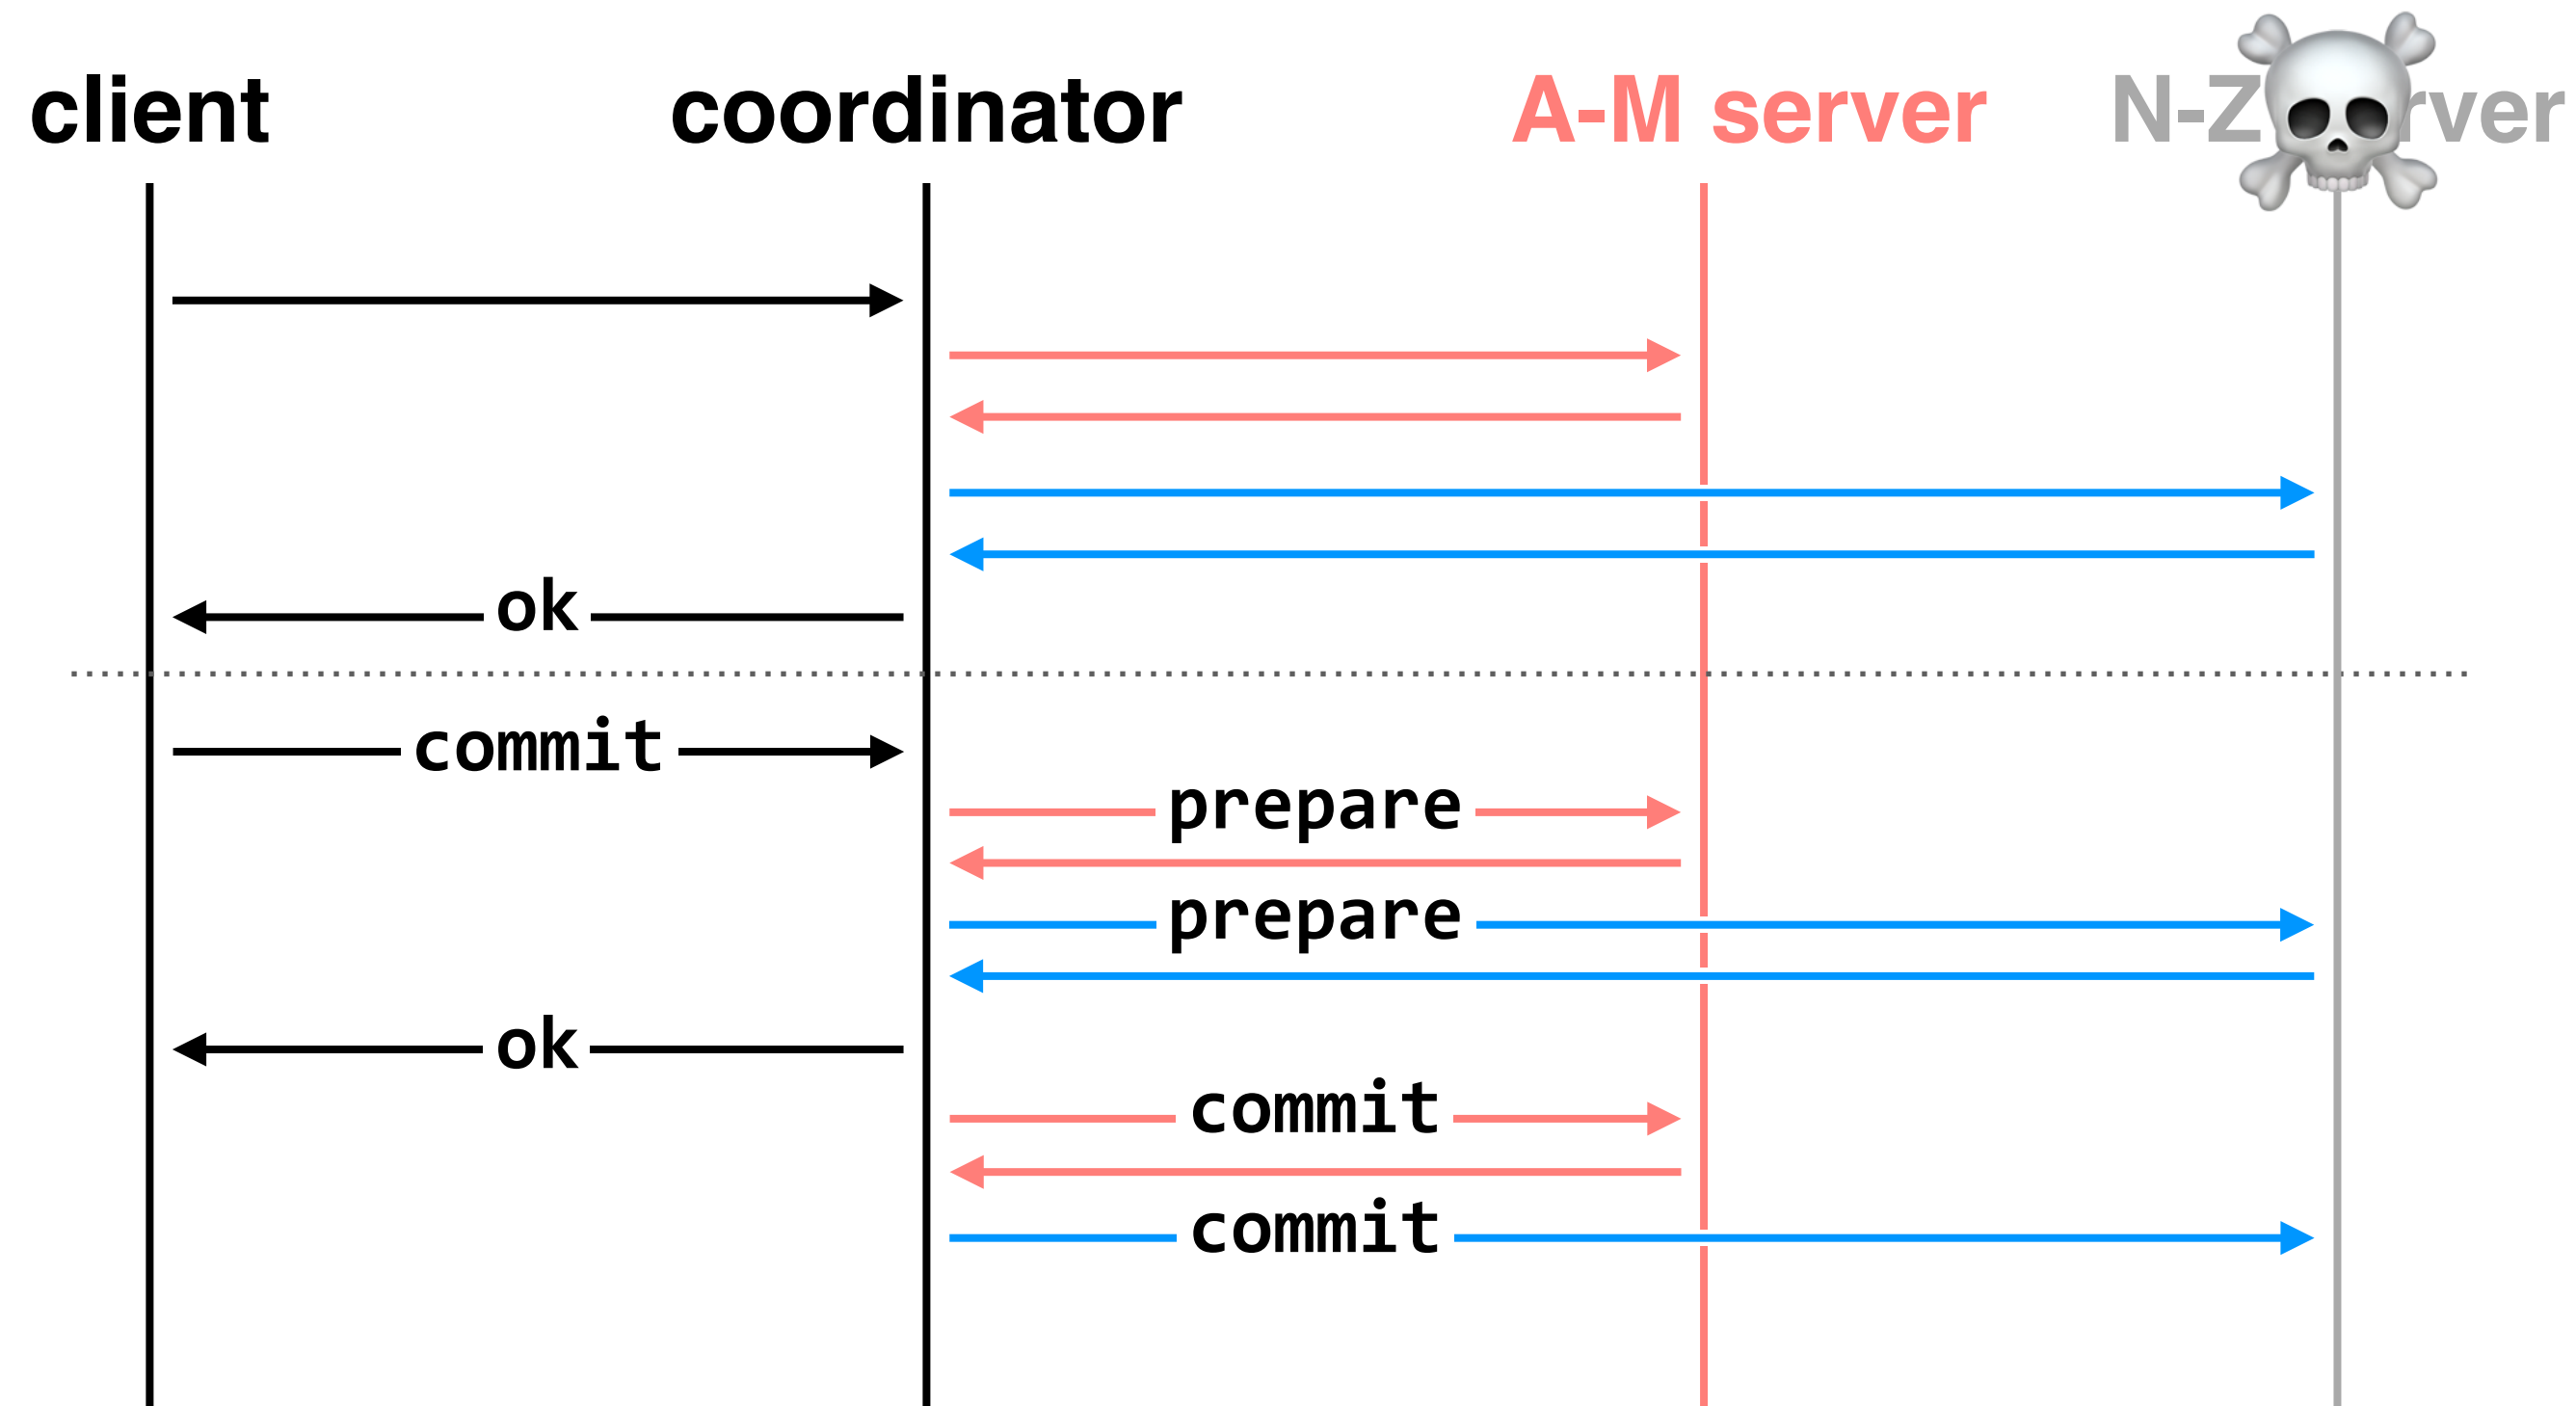 client
coordinator
A-M server
N-Z rver
ok
commit
prepare
prepare
ok
commit
commit